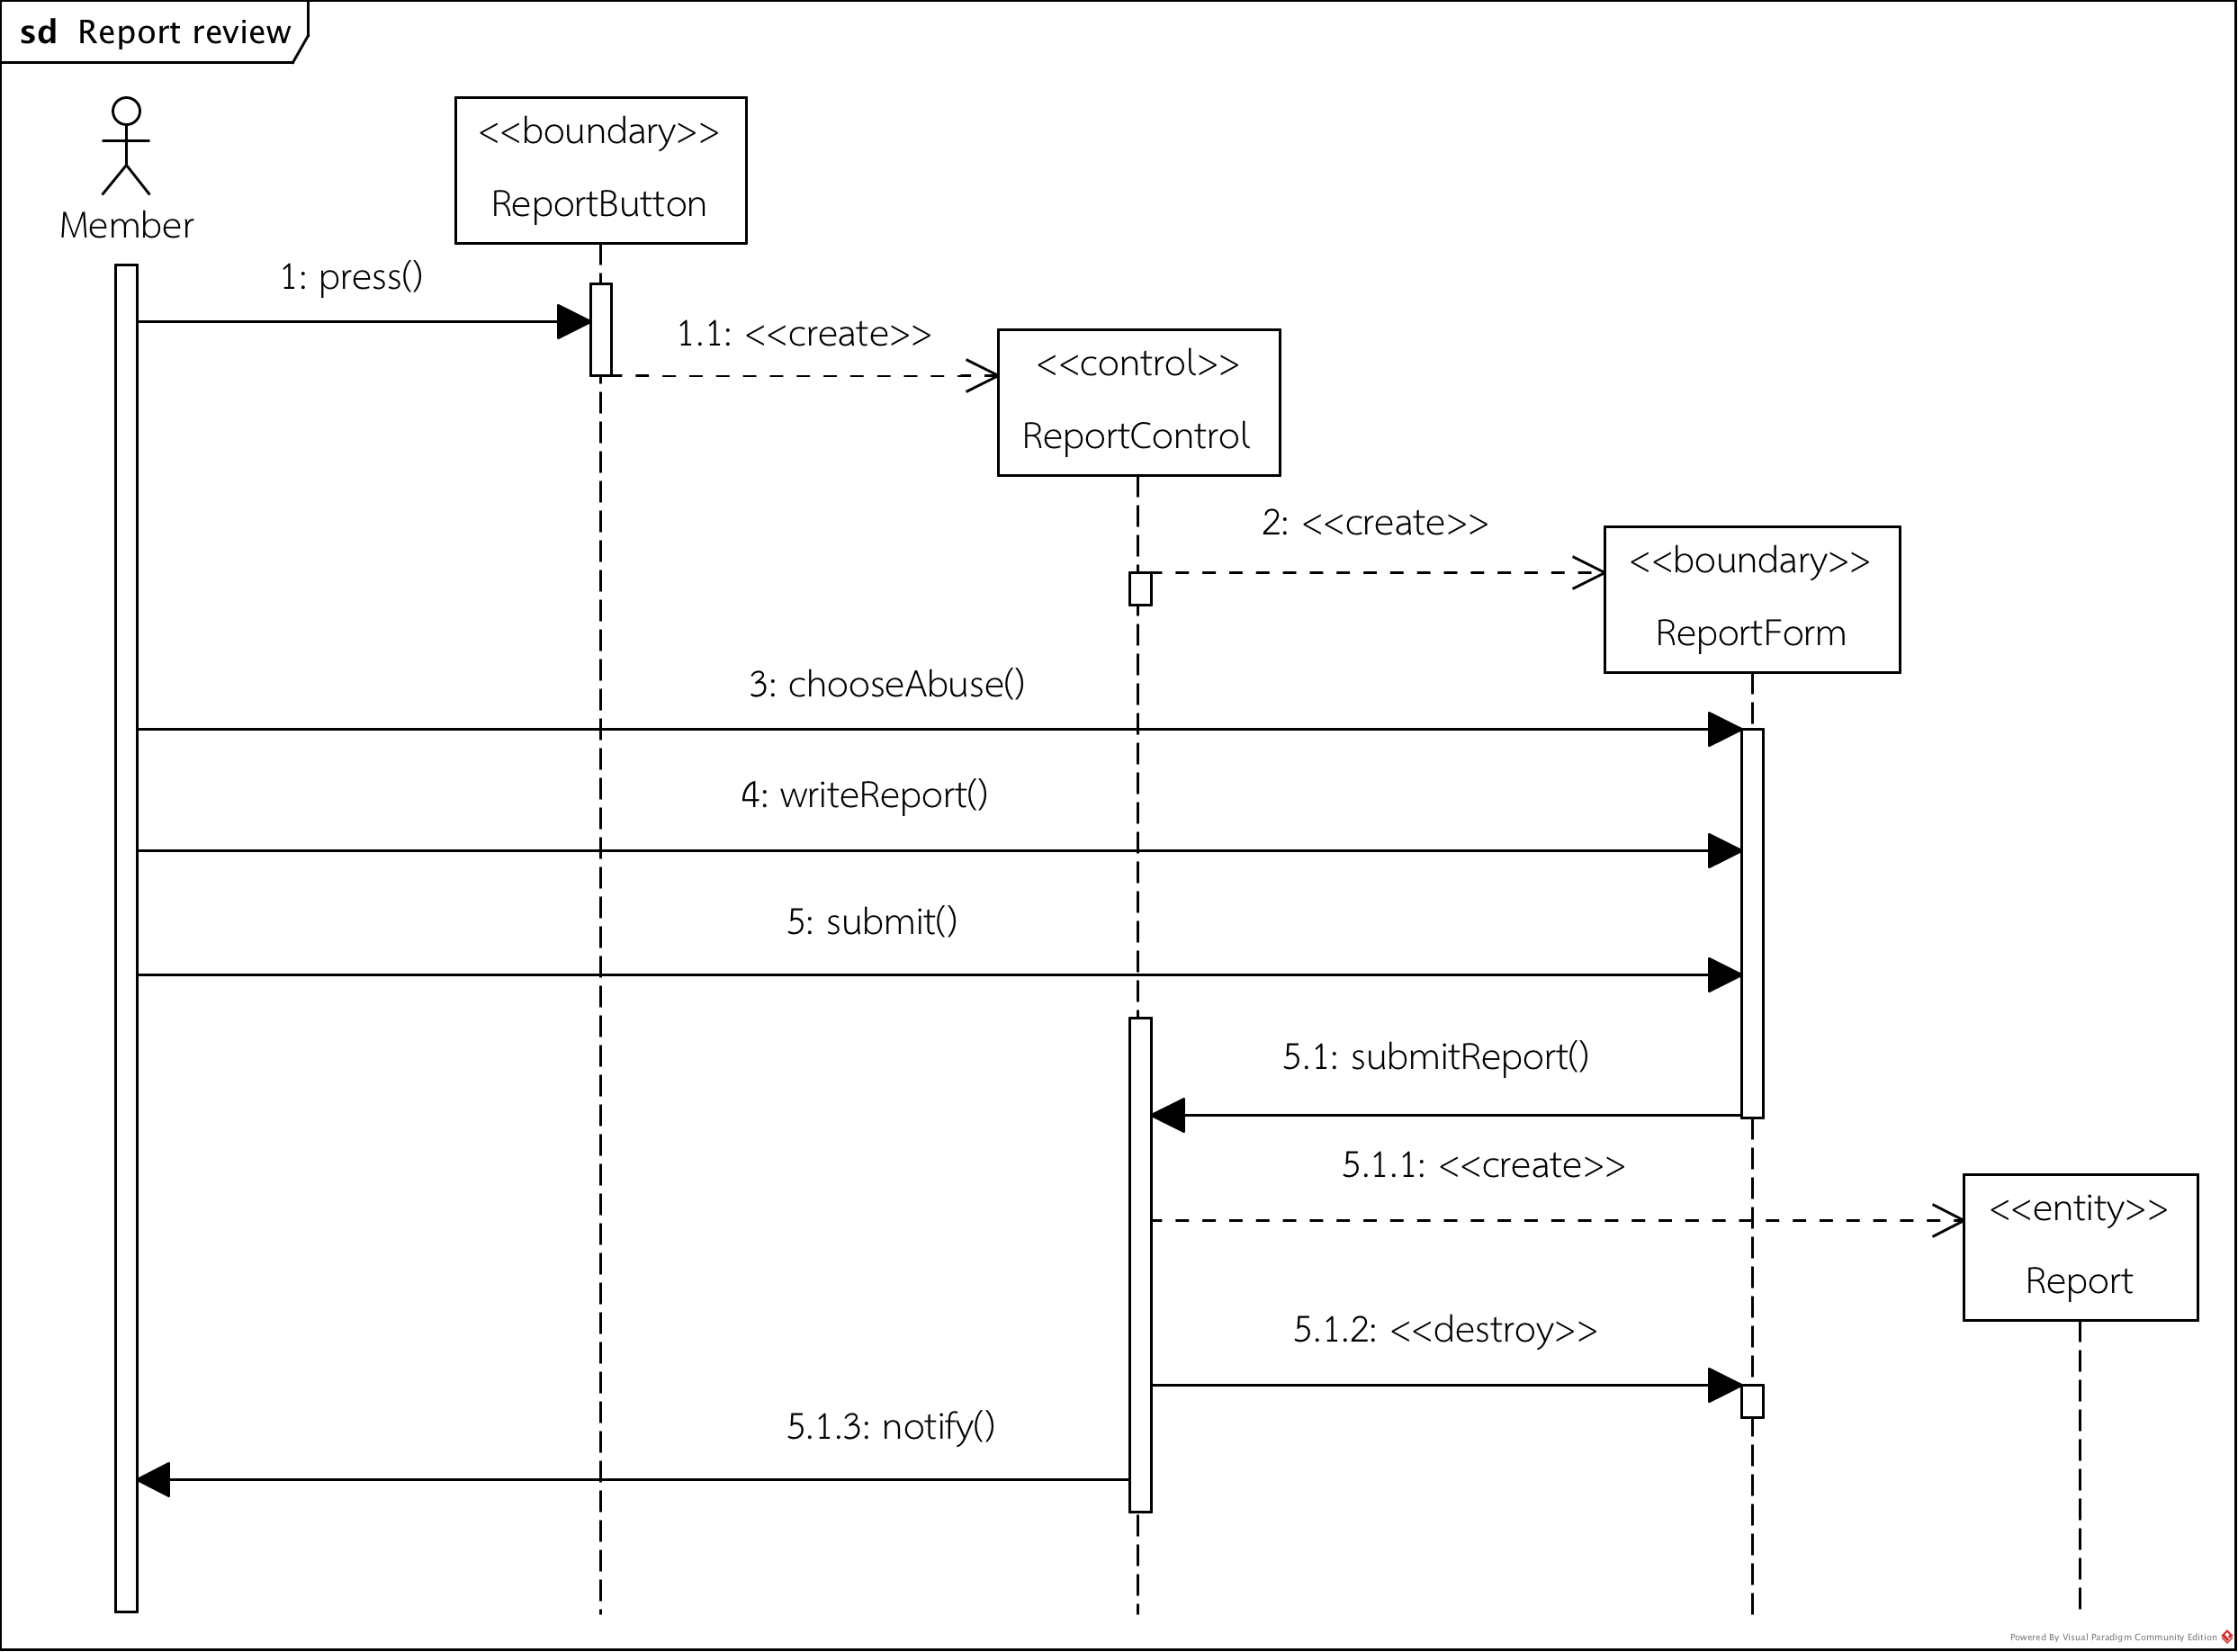 sd Report review
Member
<<boundary>>
ReportButton
1: press()
1.1: <<create>>
<<control>>
ReportControl
2: <<create>>
<<boundary>>
ReportForm
3: chooseAbuse()
4: writeReport()
5: submit()
5.1: submitReport()
5.1.1: <<create>>
<<entity>>
Report
5.1.2: <<destroy>>
5.1.3: notify()
Powered By Visual Paradigm Community Edition